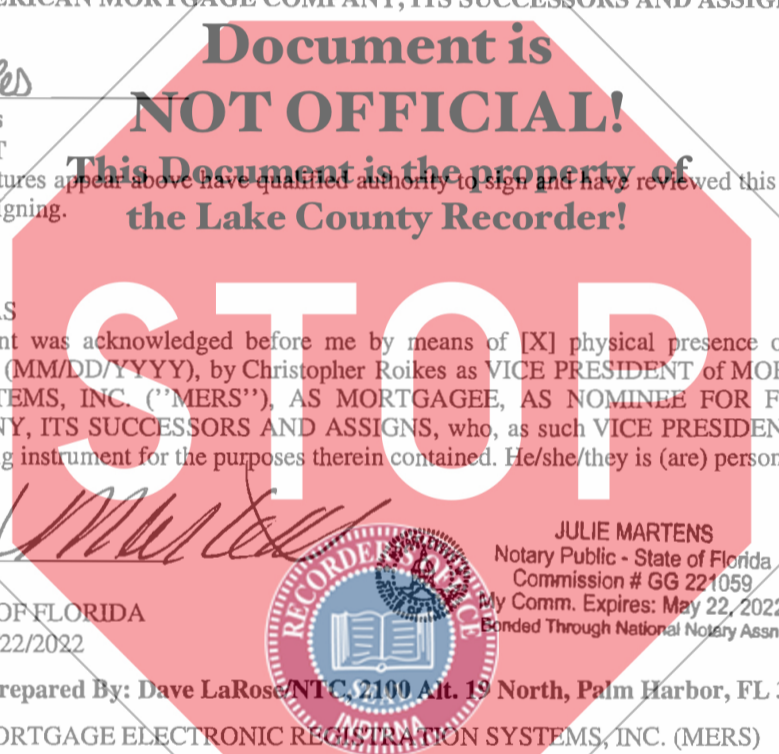 ERICAN MORTGAGE COMPANY, ITS SUCCESSORS AND ASSIGN
Document is
NOT OFFICIAL!
This Document is the property of
tures appear above have qualified authority to sign and have reviewed this
igning.
the Lake County Recorder!
STOP
AS
nt was acknowledged before me by means of [X] physical presence o
(MM/DD/YYYY), by Christopher Roikes as VICE PRESIDENT of MOR
TEMS, INC. (''MERS''), AS MORTGAGEE, AS NOMINEE FOR F
NY, ITS SUCCESSORS AND ASSIGNS, who, as such VICE PRESIDEN
g instrument for the purposes therein contained. He/she/they is (are) person
JULIE MARTENS
Notary Public - State of Florida
Commission # GG 221059
My Comm. Expires: May 22, 2022
Bonded Through National Notary Assn
RECORDER'S OFFICE
SEAL
INDIANA
OF FLORIDA
22/2022
repared By: Dave LaRose/NTC, 2100 Alt. 19 North, Palm Harbor, FL 3
ORTGAGE ELECTRONIC REGISTRATION SYSTEMS, INC. (MERS)